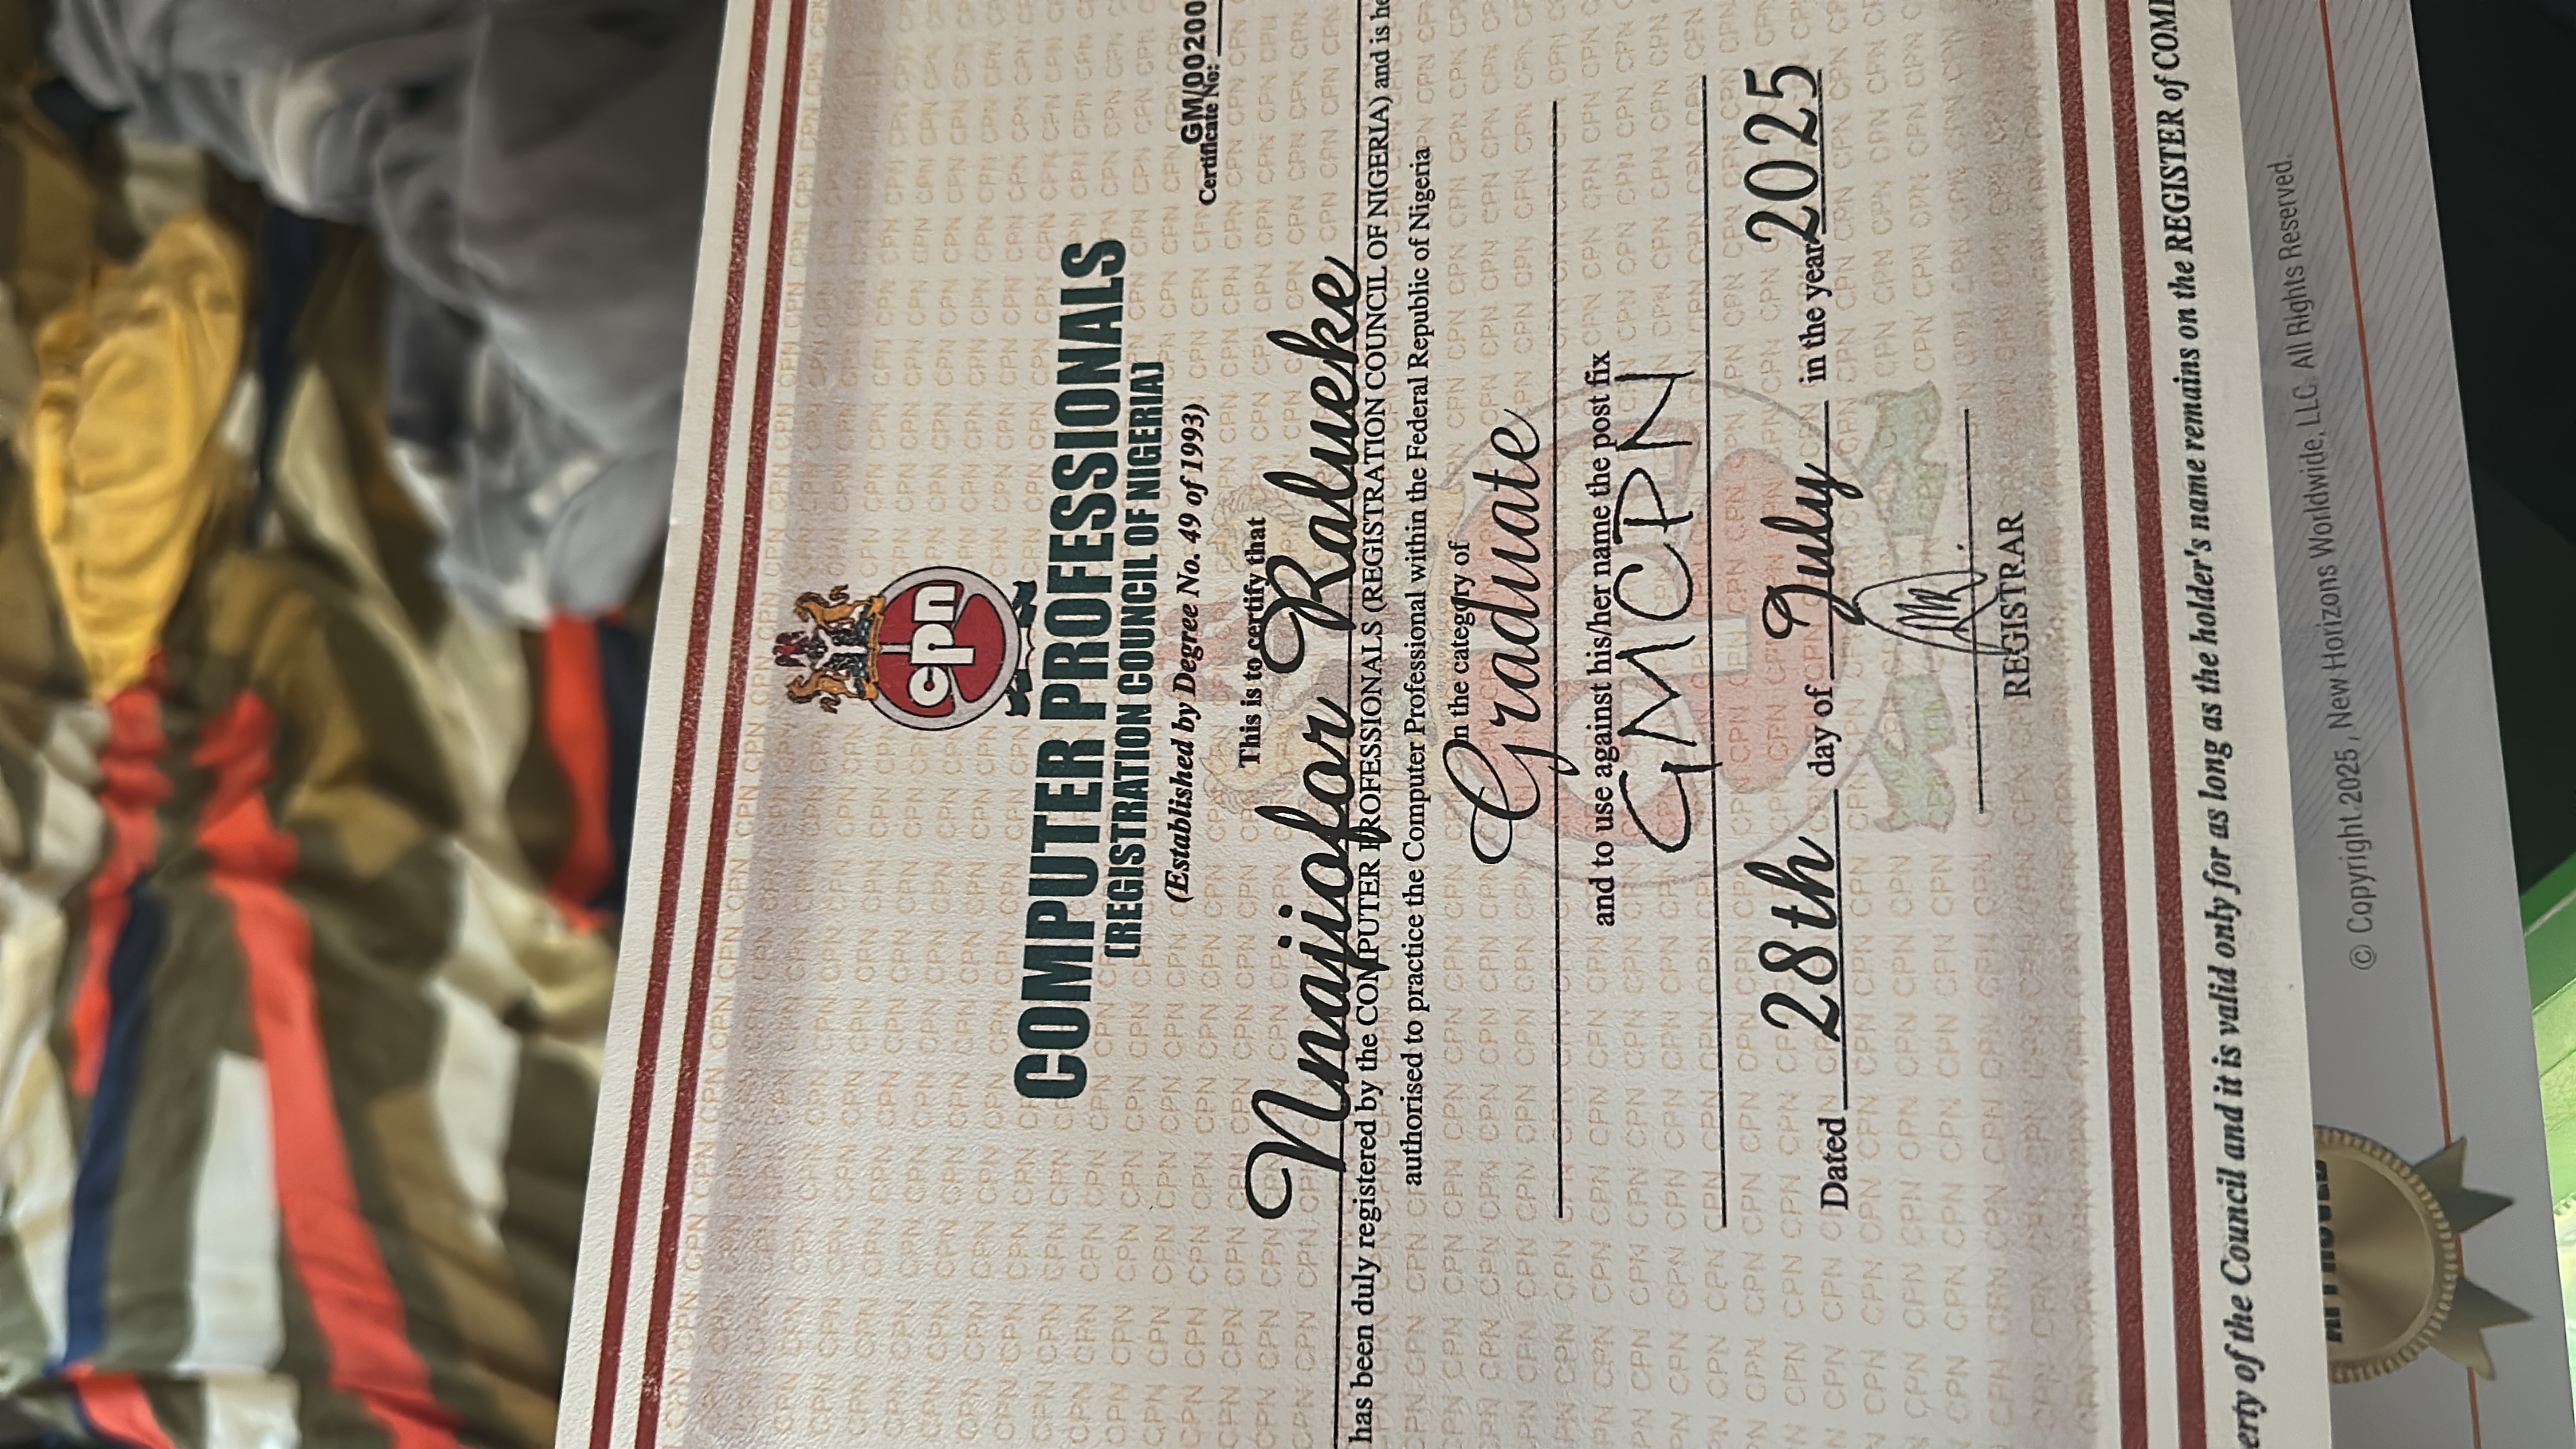 cpn
COMPUTER PROFESSIONALS
(REGISTRATION COUNCIL OF NIGERIA)
(Established by Degree No. 49 of 1993)
GM/00200
Certificate No:
This is to certify that
Nnajiofor Ralueke
has been duly registered by the COMPUTER PROFESSIONALS (REGISTRATION COUNCIL OF NIGERIA) and is he
authorised to practice the Computer Professional within the Federal Republic of Nigeria
In the category of
Graduate
and to use against his/her name the post fix
GMCPN
Dated 28th day of July in the year 2025
REGISTRAR
erty of the Council and it is valid only for as long as the holder's name remains on the REGISTER of COM
APPROVED
© Copyright 2025, New Horizons Worldwide, LLC. All Rights Reserved.